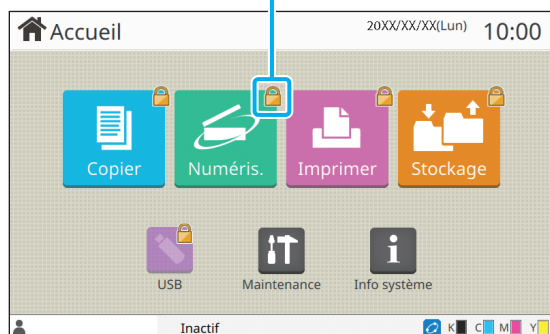 Accueil 20XX/XX/XX(Lun) 10:00
Copier Numéris. Imprimer Stockage
USB Maintenance Info système
Inactif K C M Y